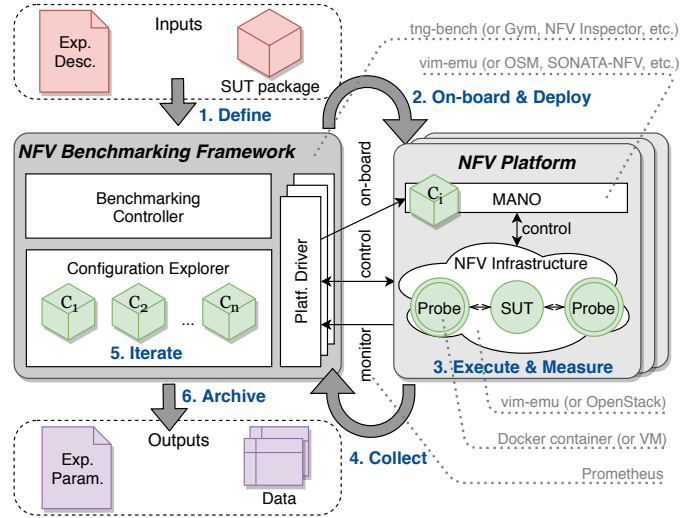 Inputs
Exp.
Desc.
SUT package
tng-bench (or Gym, NFV Inspector, etc.)
vim-emu (or OSM, SONATA-NFV, etc.)
1. Define
2. On-board & Deploy
NFV Benchmarking Framework
Benchmarking
Controller
Configuration Explorer
C1
C2
...
Cn
5. Iterate
Platf. Driver
on-board
control
monitor
NFV Platform
Ci
MANO
control
NFV Infrastructure
Probe
SUT
Probe
3. Execute & Measure
6. Archive
4. Collect
vim-emu (or OpenStack)
Docker container (or VM)
Prometheus
Outputs
Exp.
Param.
Data